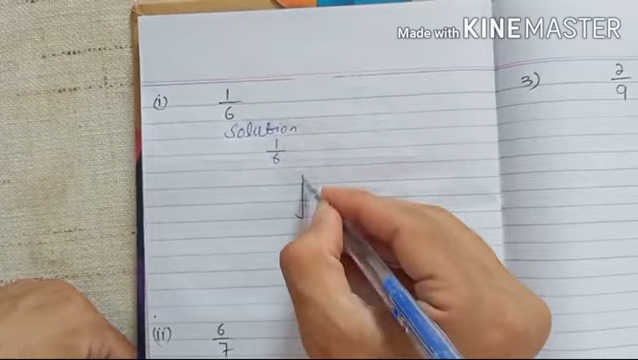 Made with KINEMASTER
(i) 1/6
Solution
1/6
(ii) 6/7
3) 2/9